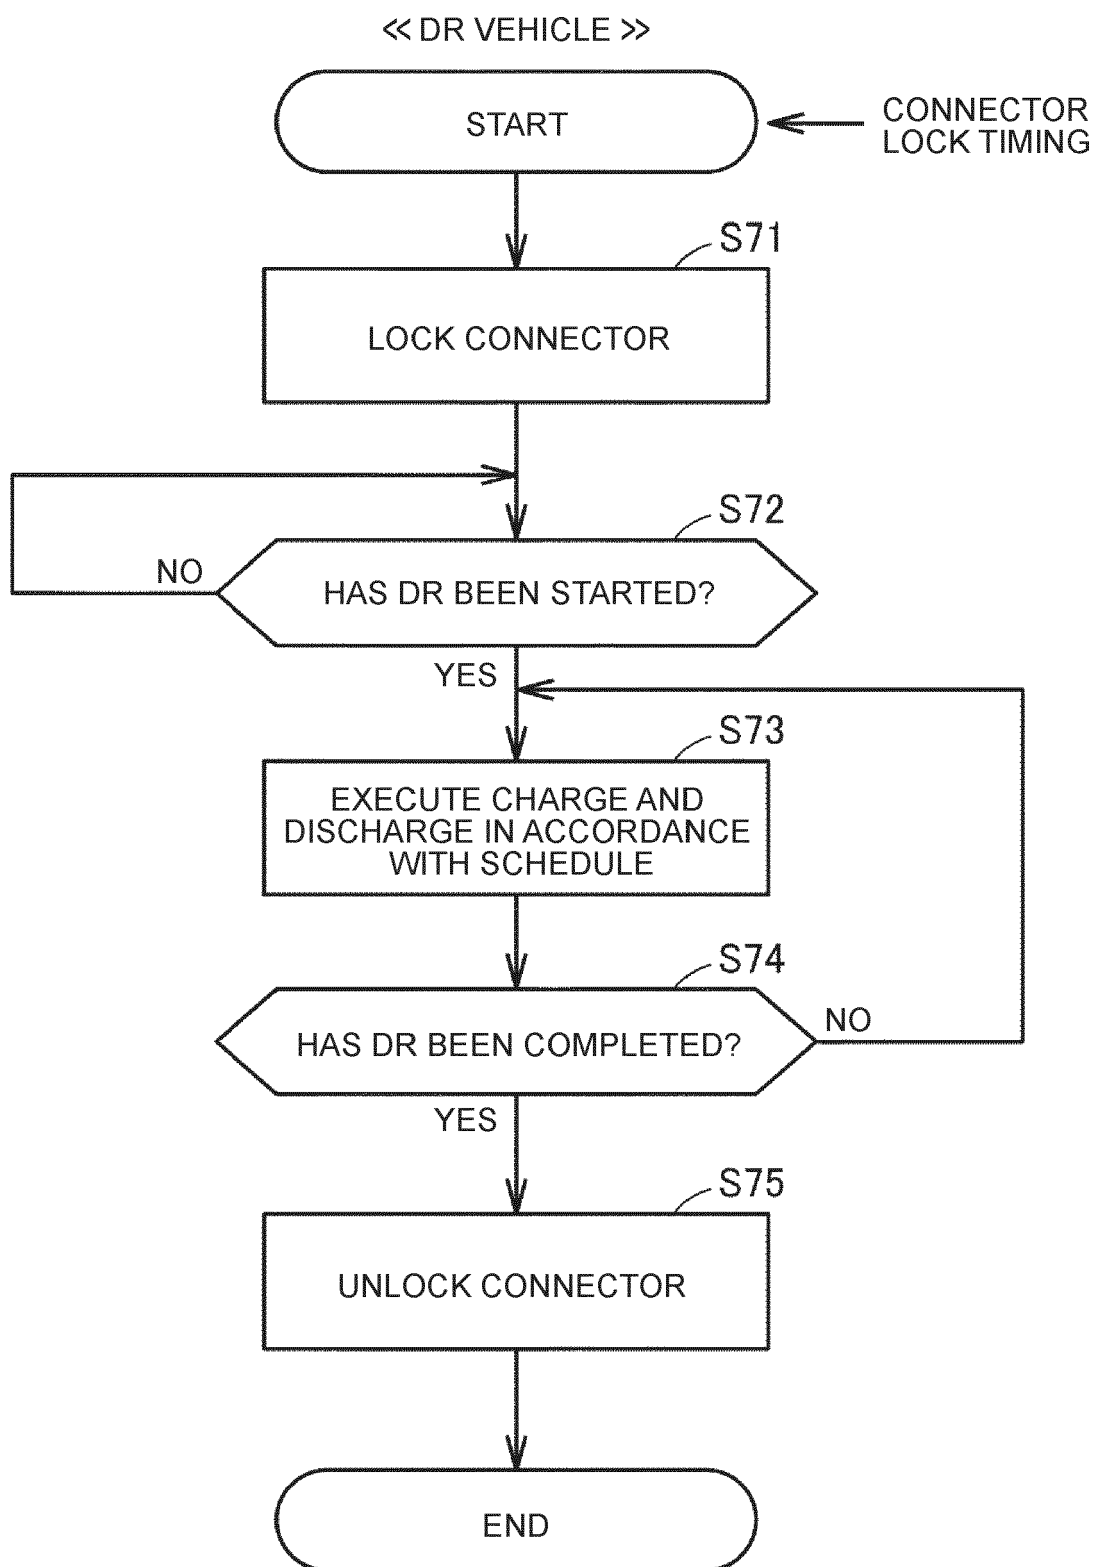 ≪ DR VEHICLE ≫
START
CONNECTOR
LOCK TIMING
S71
LOCK CONNECTOR
S72
NO
HAS DR BEEN STARTED?
YES
S73
EXECUTE CHARGE AND
DISCHARGE IN ACCORDANCE
WITH SCHEDULE
S74
HAS DR BEEN COMPLETED?
NO
YES
S75
UNLOCK CONNECTOR
END